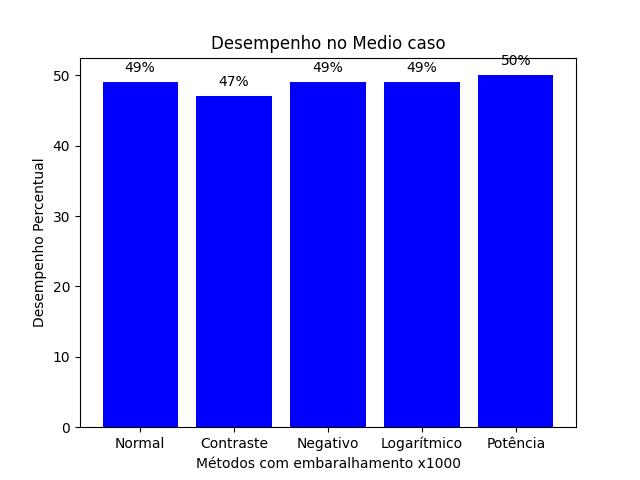 Desempenho no Medio caso
Desempenho Percentual
50
40
30
20
10
0
49%
47%
49%
49%
50%
Normal
Contraste
Negativo
Logarítmico
Potência
Métodos com embaralhamento x1000